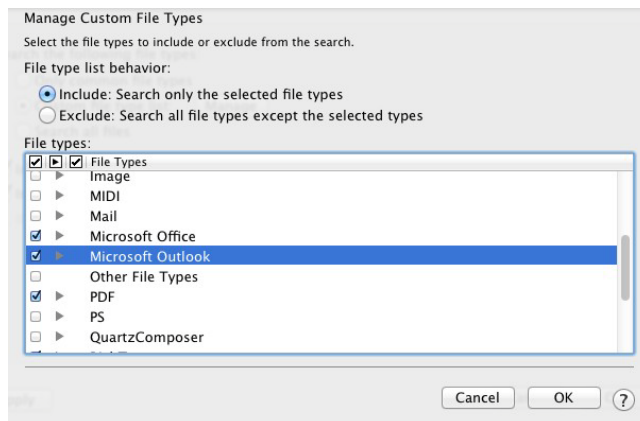 Manage Custom File Types
Select the file types to include or exclude from the search.
File type list behavior:
Include: Search only the selected file types
Exclude: Search all file types except the selected types
File types:
File Types
Image
MIDI
Mail
Microsoft Office
Microsoft Outlook
Other File Types
PDF
PS
QuartzComposer
Cancel OK ?